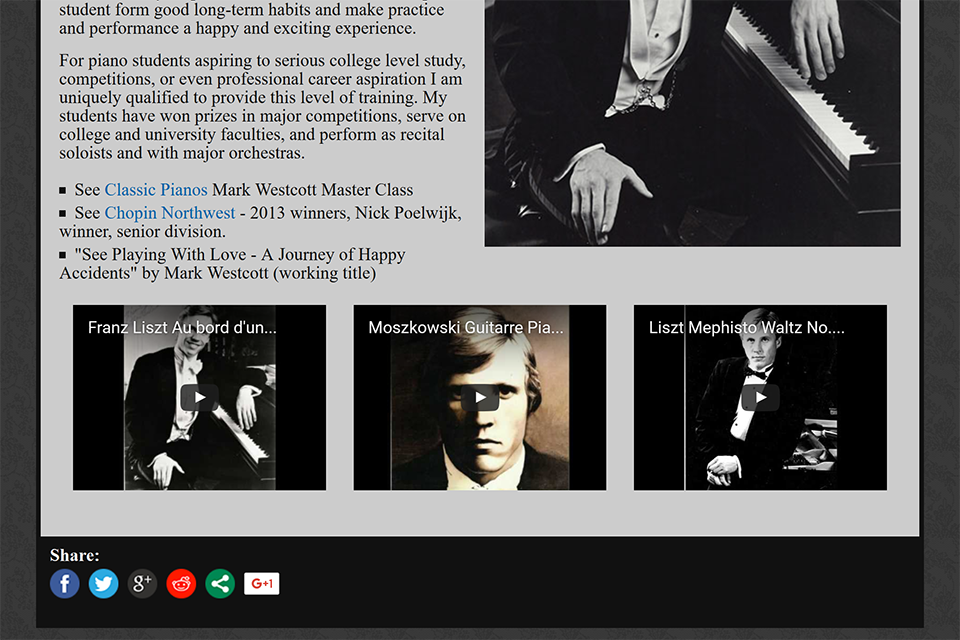 student form good long-term habits and make practice
and performance a happy and exciting experience.
For piano students aspiring to serious college level study,
competitions, or even professional career aspiration I am
uniquely qualified to provide this level of training. My
students have won prizes in major competitions, serve on
college and university faculties, and perform as recital
soloists and with major orchestras.
See Classic Pianos Mark Westcott Master Class
See Chopin Northwest - 2013 winners, Nick Poelwijk,
winner, senior division.
"See Playing With Love - A Journey of Happy
Accidents" by Mark Westcott (working title)
Franz Liszt Au bord d'un...
Moszkowski Guitarre Pia...
Liszt Mephisto Waltz No....
Share:
f
g+
G+1